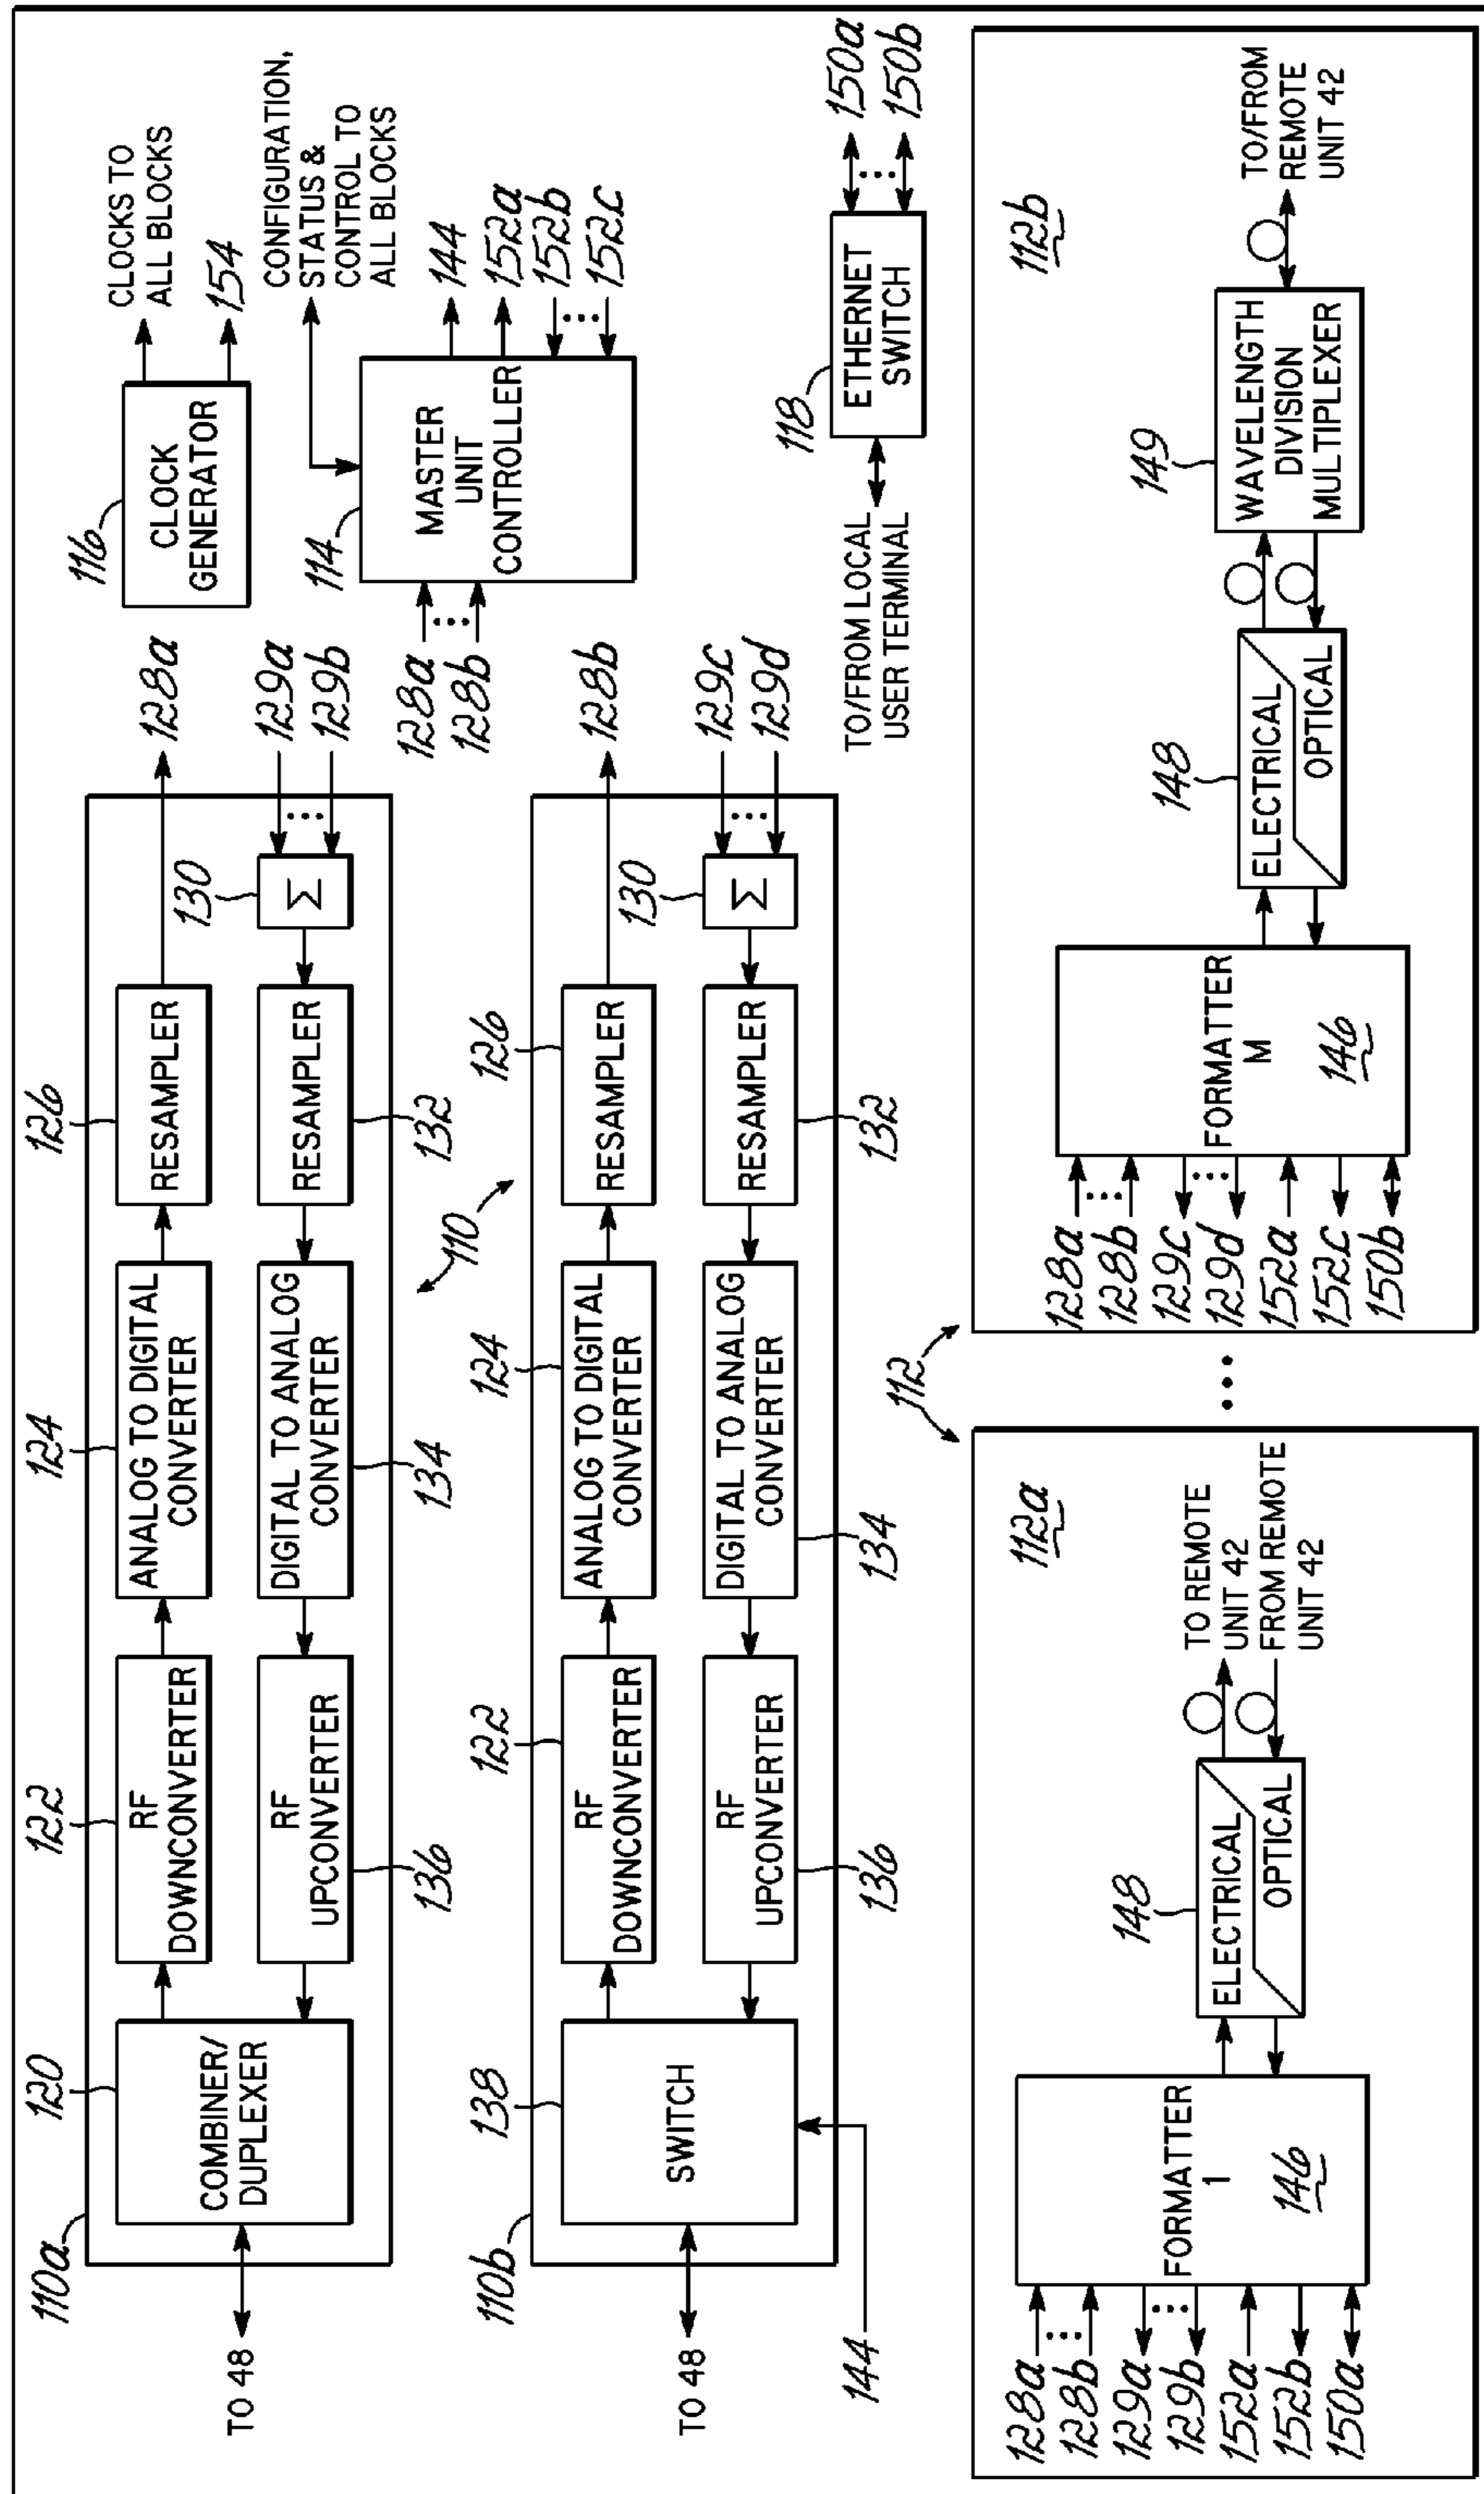 110a
120
122
124
126
TO 48
COMBINER/
DUPLEXER
RF
DOWNCONVERTER
ANALOG TO DIGITAL
CONVERTER
RESAMPLER
128a
RF
UPCONVERTER
DIGITAL TO ANALOG
CONVERTER
RESAMPLER
130
Σ
129a
129b
136
134
132
110
116
CLOCK
GENERATOR
CLOCKS TO
ALL BLOCKS
154
114
MASTER
UNIT
CONTROLLER
CONFIGURATION,
STATUS &
CONTROL TO
ALL BLOCKS
144
152a
152b
152c
128a
128b
110b
138
122
124
126
TO 48
SWITCH
RF
DOWNCONVERTER
ANALOG TO DIGITAL
CONVERTER
RESAMPLER
128b
RF
UPCONVERTER
DIGITAL TO ANALOG
CONVERTER
RESAMPLER
130
Σ
129c
129d
144
136
134
132
118
TO/FROM LOCAL
USER TERMINAL
ETHERNET
SWITCH
150a
150b
112
112a
128a
128b
129a
129b
152a
152b
150a
FORMATTER
1
146
148
ELECTRICAL
OPTICAL
TO REMOTE
UNIT 42
FROM REMOTE
UNIT 42
112b
128a
128b
129c
129d
152a
152c
150b
FORMATTER
M
146
148
ELECTRICAL
OPTICAL
149
WAVELENGTH
DIVISION
MULTIPLEXER
TO/FROM
REMOTE
UNIT 42